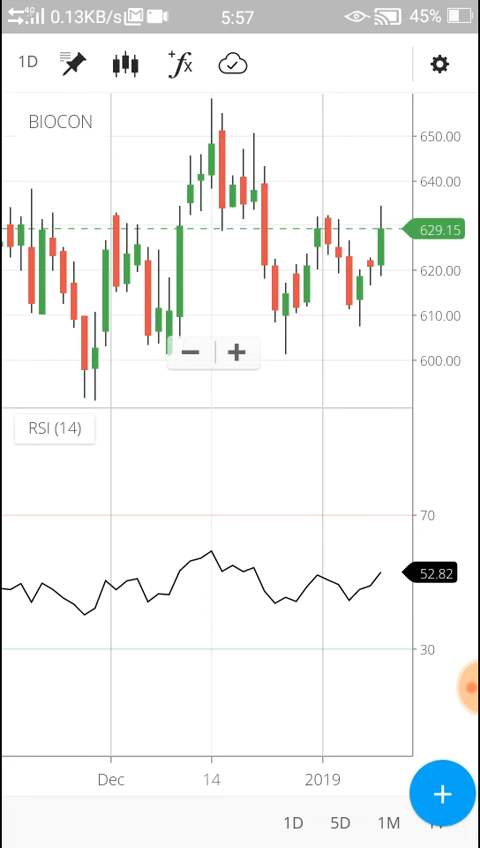 4G 0.13KB/s 5:57 45%
1D
BIOCON
650.00
640.00
629.15
620.00
610.00
600.00
RSI (14)
70
52.82
30
Dec 14 2019
1D 5D 1M